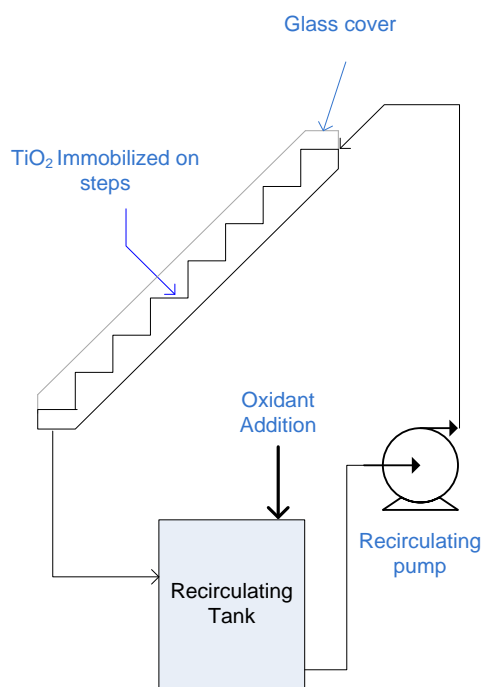 Glass cover
TiO₂ Immobilized on
steps
Oxidant
Addition
Recirculating
pump
Recirculating
Tank